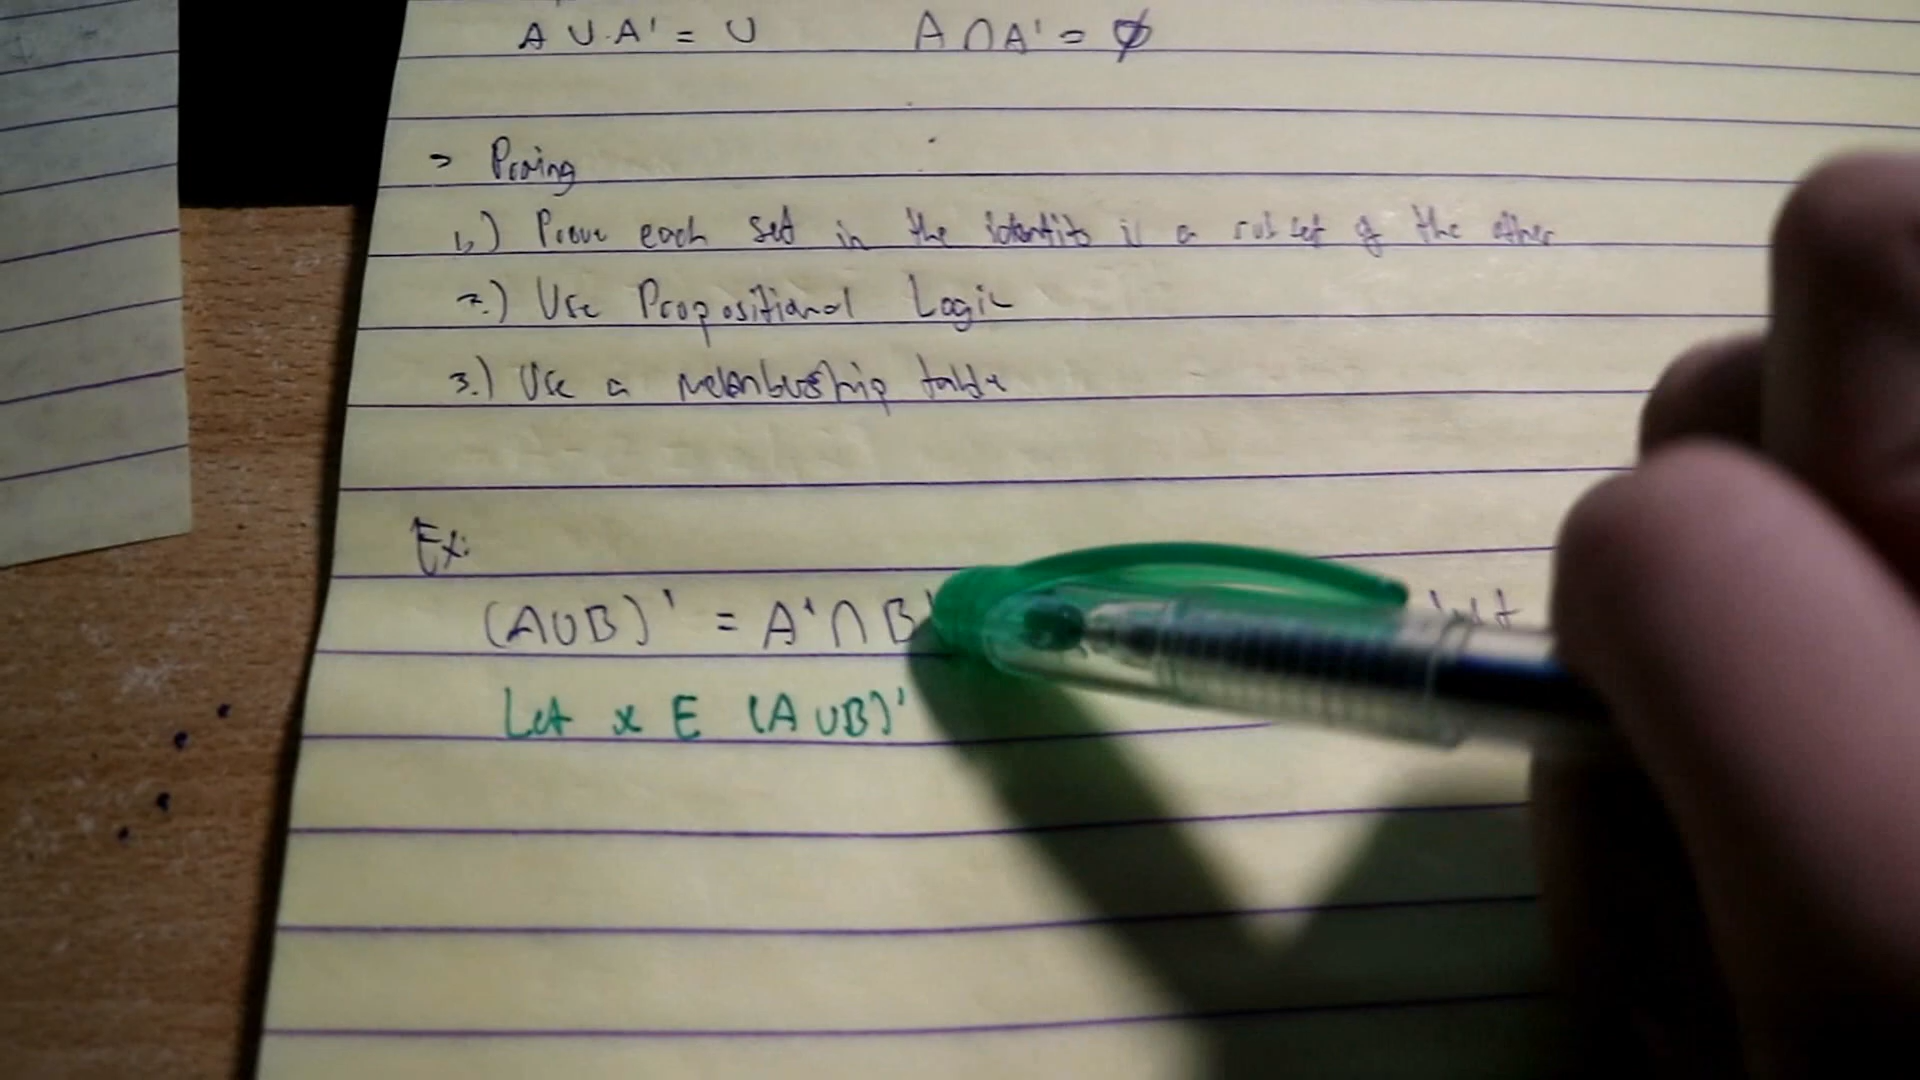 A ∪ A' = U A ∩ A' = ∅
> Proving
1.) Prove each set in the identity is a subset of the other
2.) Use Propositional Logic
3.) Use a Membership table
Ex:
(A∪B)' = A' ∩ B'
Let x ∈ (A∪B)'